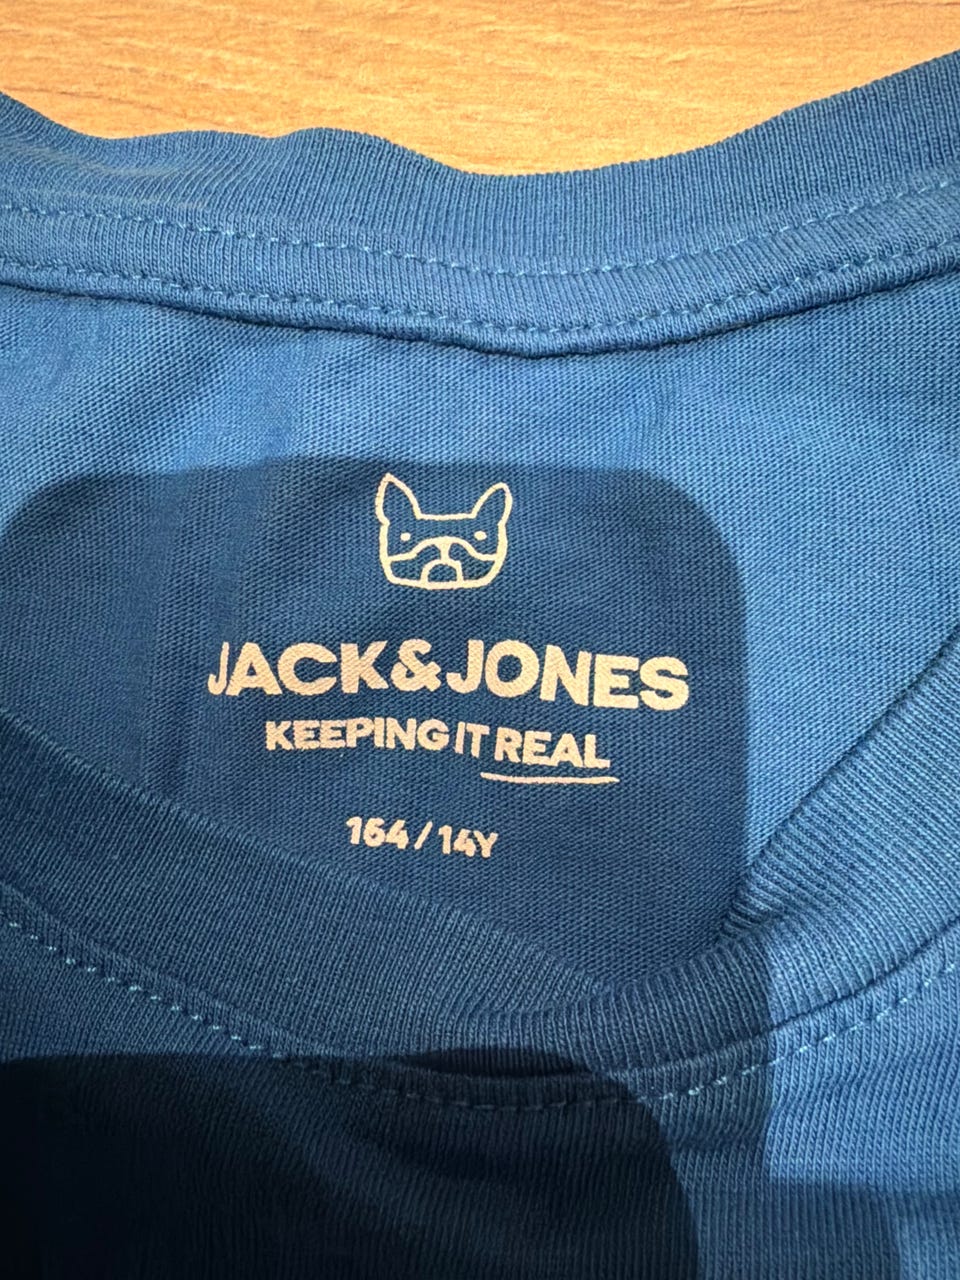 JACK&JONES
KEEPING IT REAL
164/14Y